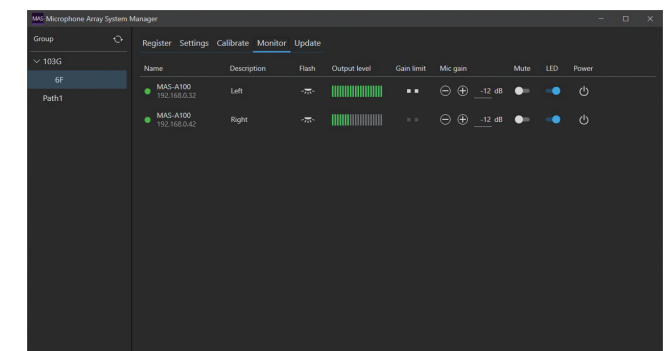 MAS Microphone Array System Manager
Group
Register Settings Calibrate Monitor Update
103G
6F
Path1
Name Description Flash Output level Gain limit Mic gain Mute LED Power
MAS-A100
192.168.0.32
Left
-12 dB
MAS-A100
192.168.0.42
Right
-12 dB